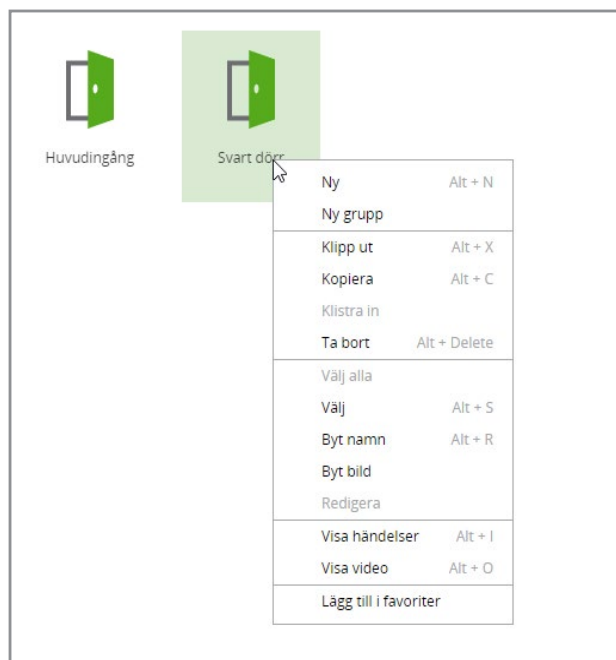 Huvudingång
Svart dörr
Ny Alt + N
Ny grupp
Klipp ut Alt + X
Kopiera Alt + C
Klistra in
Ta bort Alt + Delete
Välj alla
Välj Alt + S
Byt namn Alt + R
Byt bild
Redigera
Visa händelser Alt + I
Visa video Alt + O
Lägg till i favoriter